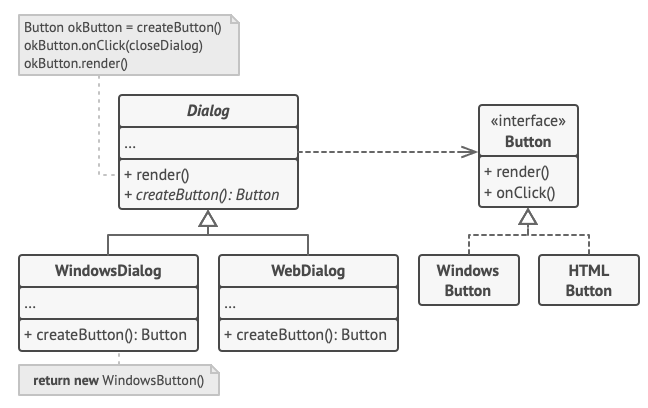 Button okButton = createButton()
okButton.onClick(closeDialog)
okButton.render()
Dialog
...
+ render()
+ createButton(): Button
«interface»
Button
+ render()
+ onClick()
WindowsDialog
...
+ createButton(): Button
WebDialog
...
+ createButton(): Button
Windows
Button
HTML
Button
return new WindowsButton()